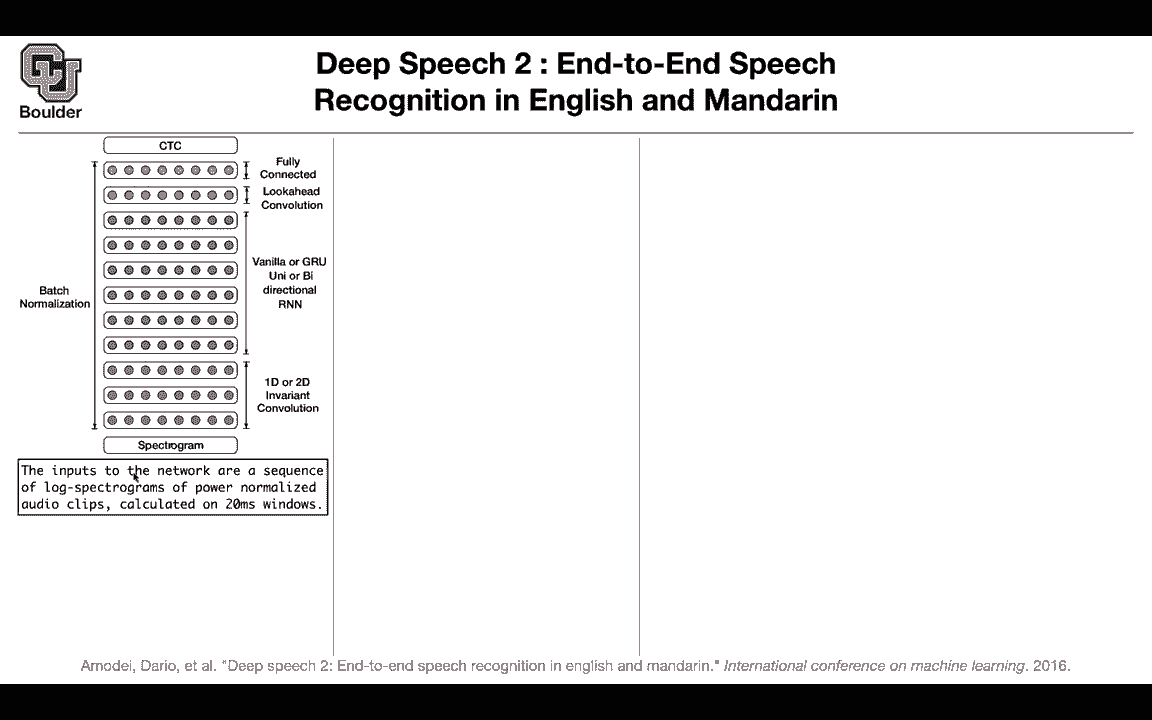 Boulder
Deep Speech 2 : End-to-End Speech
Recognition in English and Mandarin
CTC
Fully
Connected
Lookahead
Convolution
Vanilla or GRU
Uni or Bi
directional
RNN
Batch
Normalization
1D or 2D
Invariant
Convolution
Spectrogram
The inputs to the network are a sequence
of log-spectrograms of power normalized
audio clips, calculated on 20ms windows.
Amodei, Dario, et al. "Deep speech 2: End-to-end speech recognition in english and mandarin." International conference on machine learning. 2016.